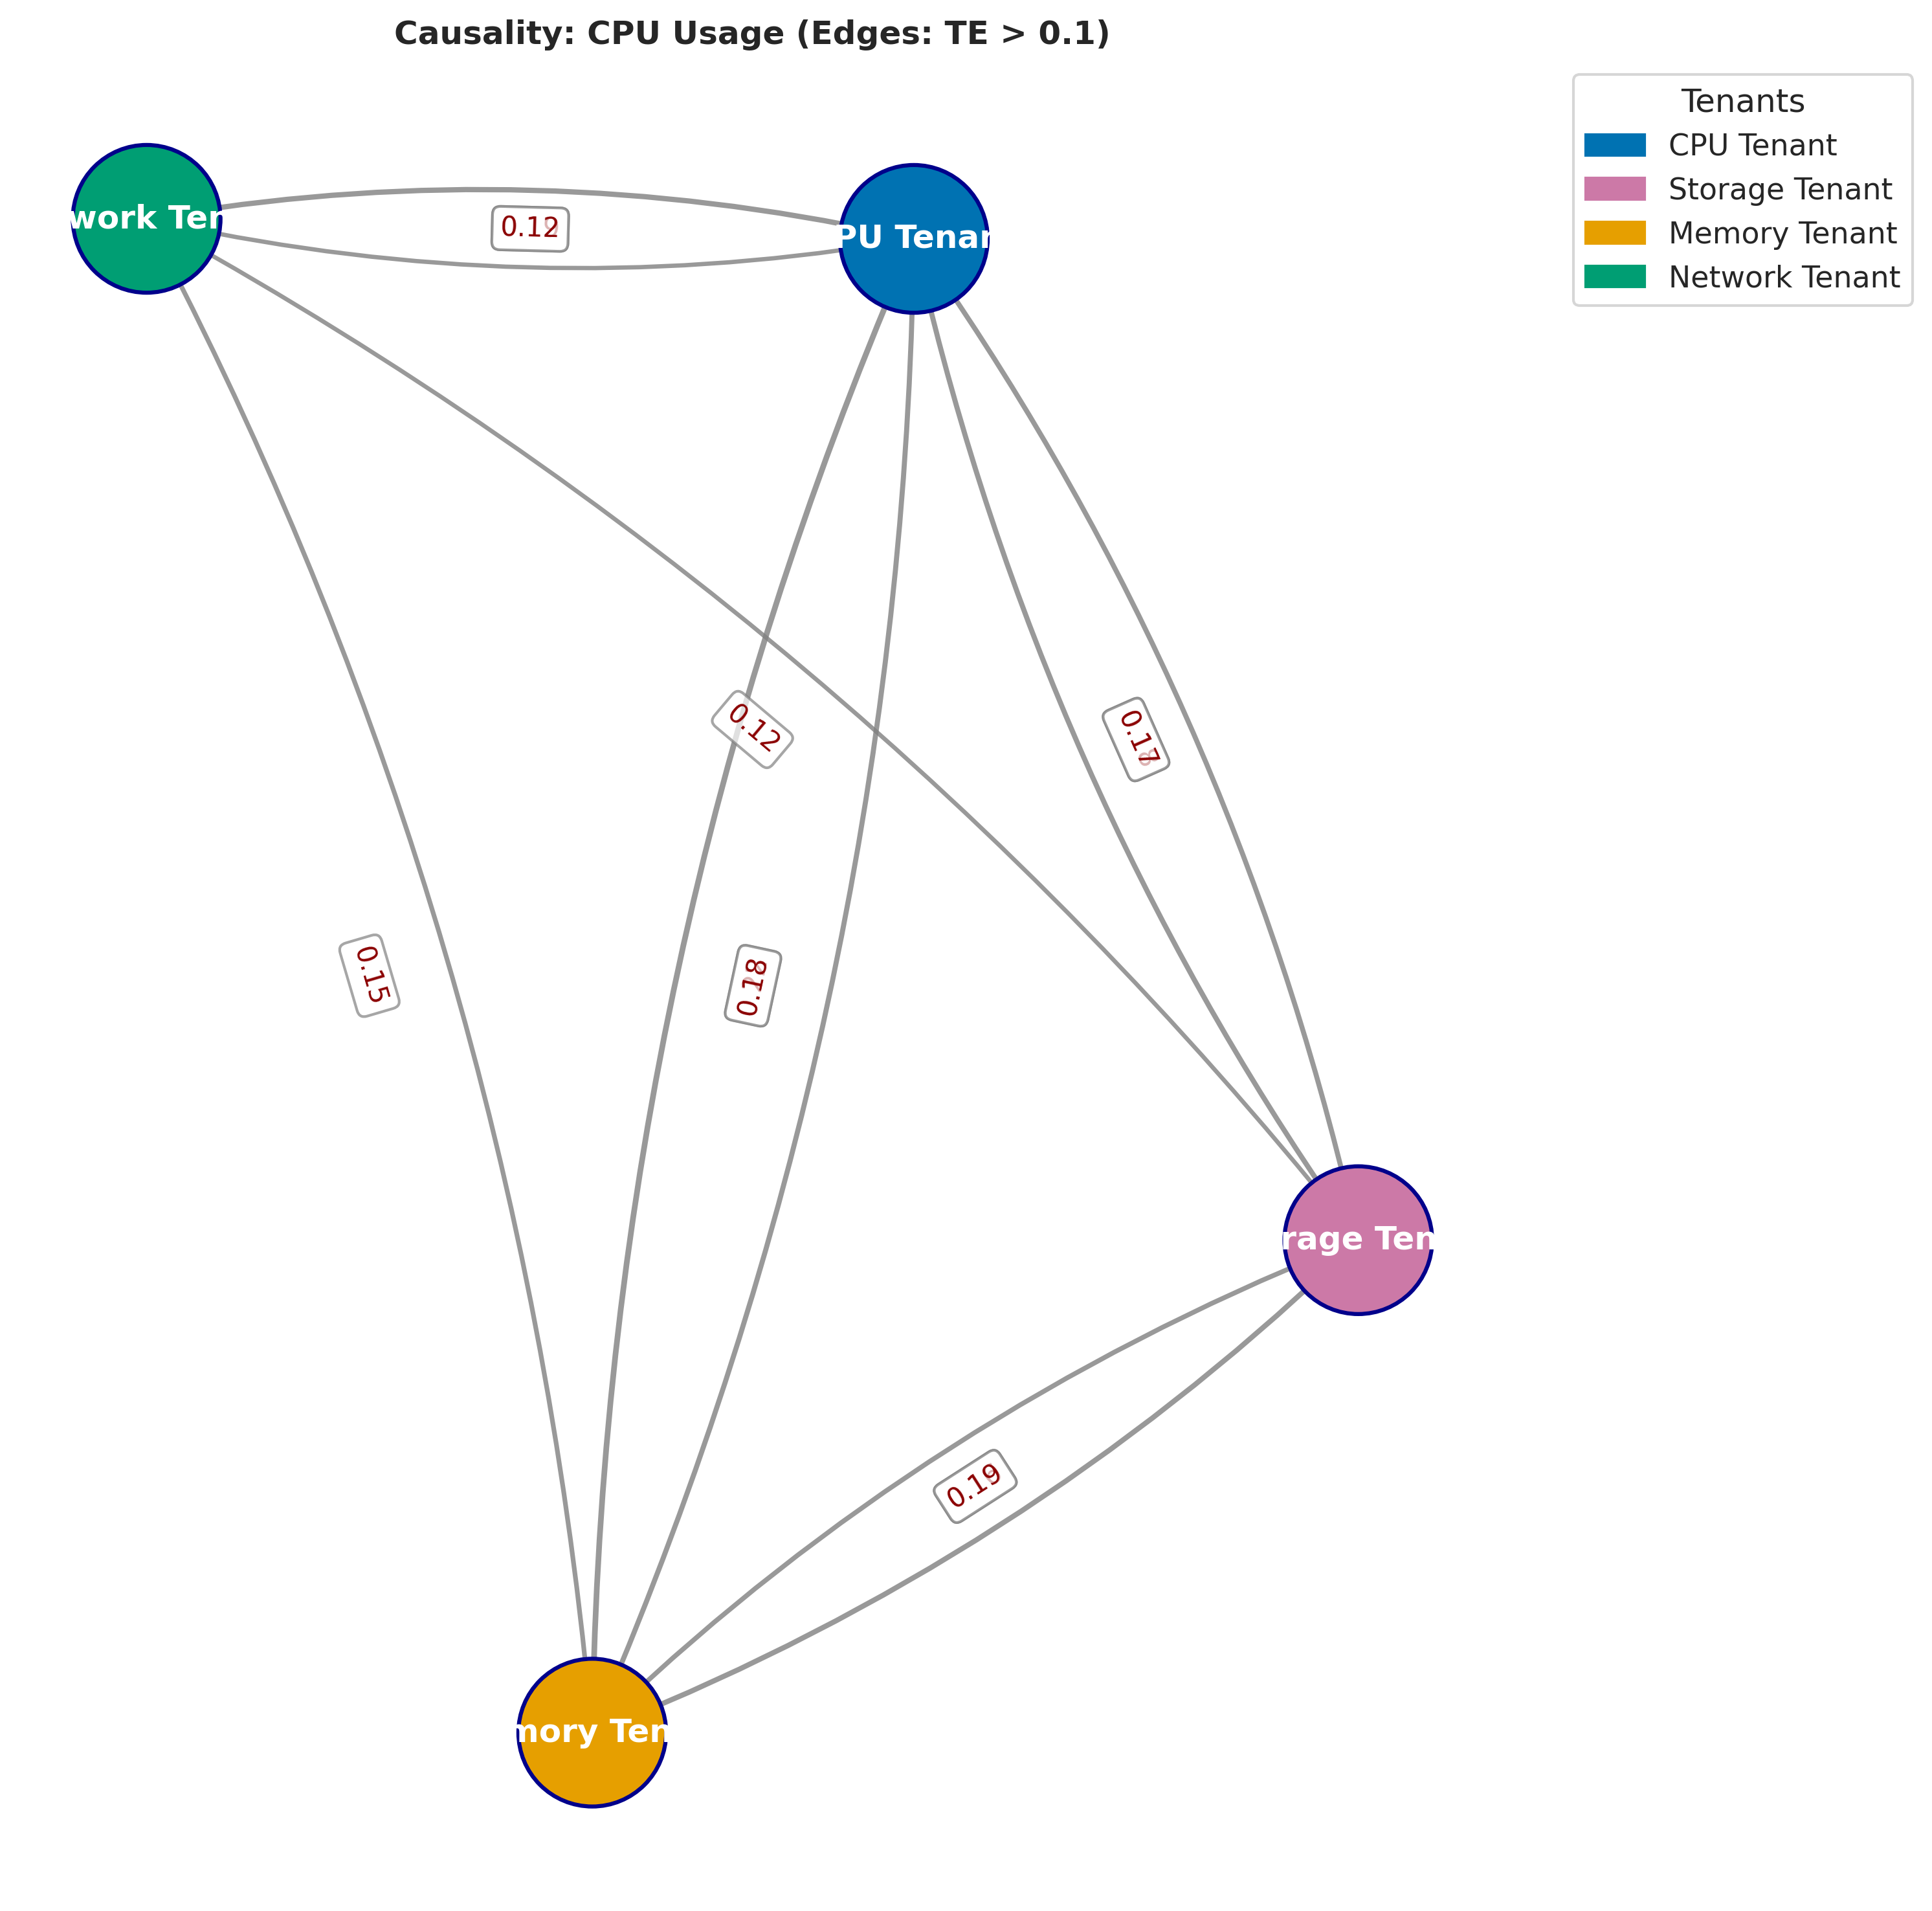 Causality: CPU Usage (Edges: TE > 0.1)
Tenants
CPU Tenant
Storage Tenant
Memory Tenant
Network Tenant
work Ten
PU Tenan
0.12
0.12
0.17
0.15
0.18
rage Ten
0.19
mory Ten